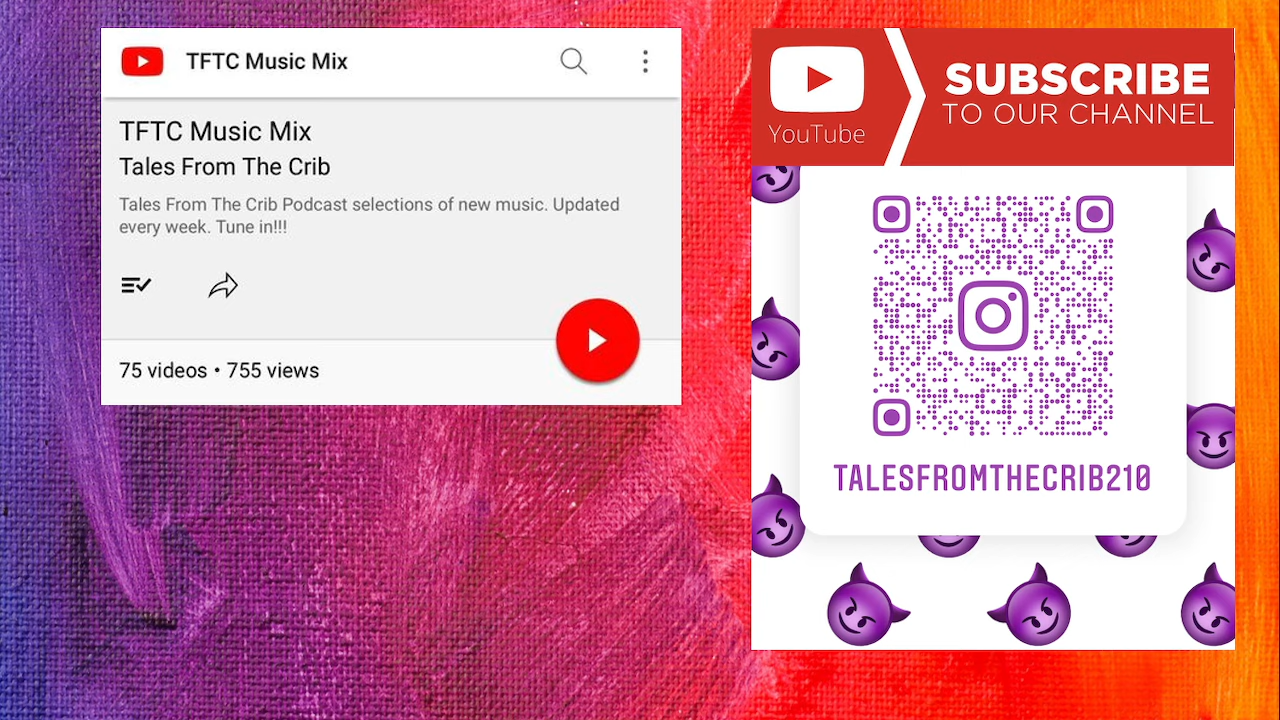 TFTC Music Mix
TFTC Music Mix
Tales From The Crib
Tales From The Crib Podcast selections of new music. Updated
every week. Tune in!!!
75 videos • 755 views
YouTube
SUBSCRIBE
TO OUR CHANNEL
TALESFROMTHECRIB210